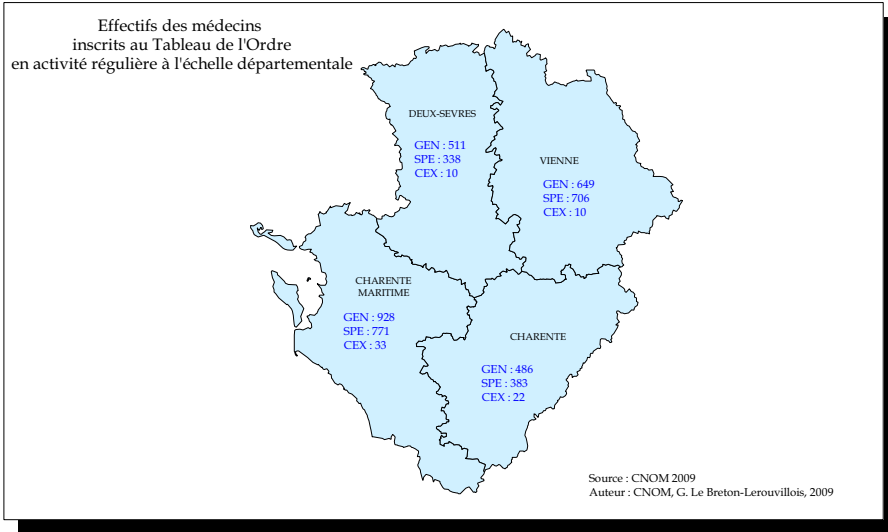 Effectifs des médecins
inscrits au Tableau de l'Ordre
en activité régulière à l'échelle départementale
DEUX-SEVRES
GEN : 511
SPE : 338
CEX : 10
VIENNE
GEN : 649
SPE : 706
CEX : 10
CHARENTE
MARITIME
GEN : 928
SPE : 771
CEX : 33
CHARENTE
GEN : 486
SPE : 383
CEX : 22
Source : CNOM 2009
Auteur : CNOM, G. Le Breton-Lerouvillois, 2009